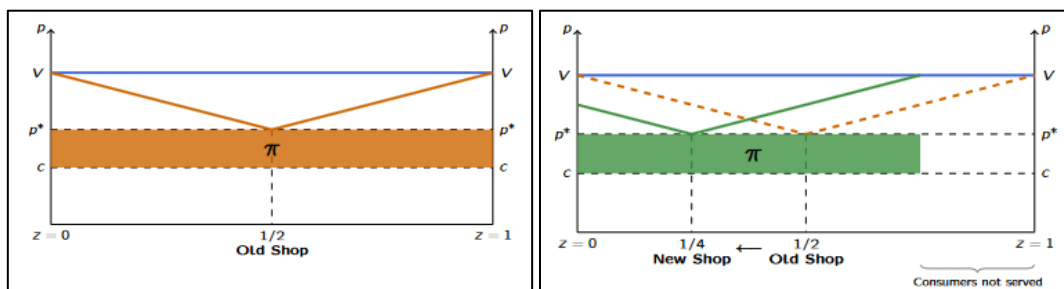 p p
V V
p* p*
π
c c
z = 0 1/2 z = 1
Old Shop
p p
V V
p* p*
π
c c
z = 0 1/4 1/2 z = 1
New Shop ← Old Shop
Consumers not served